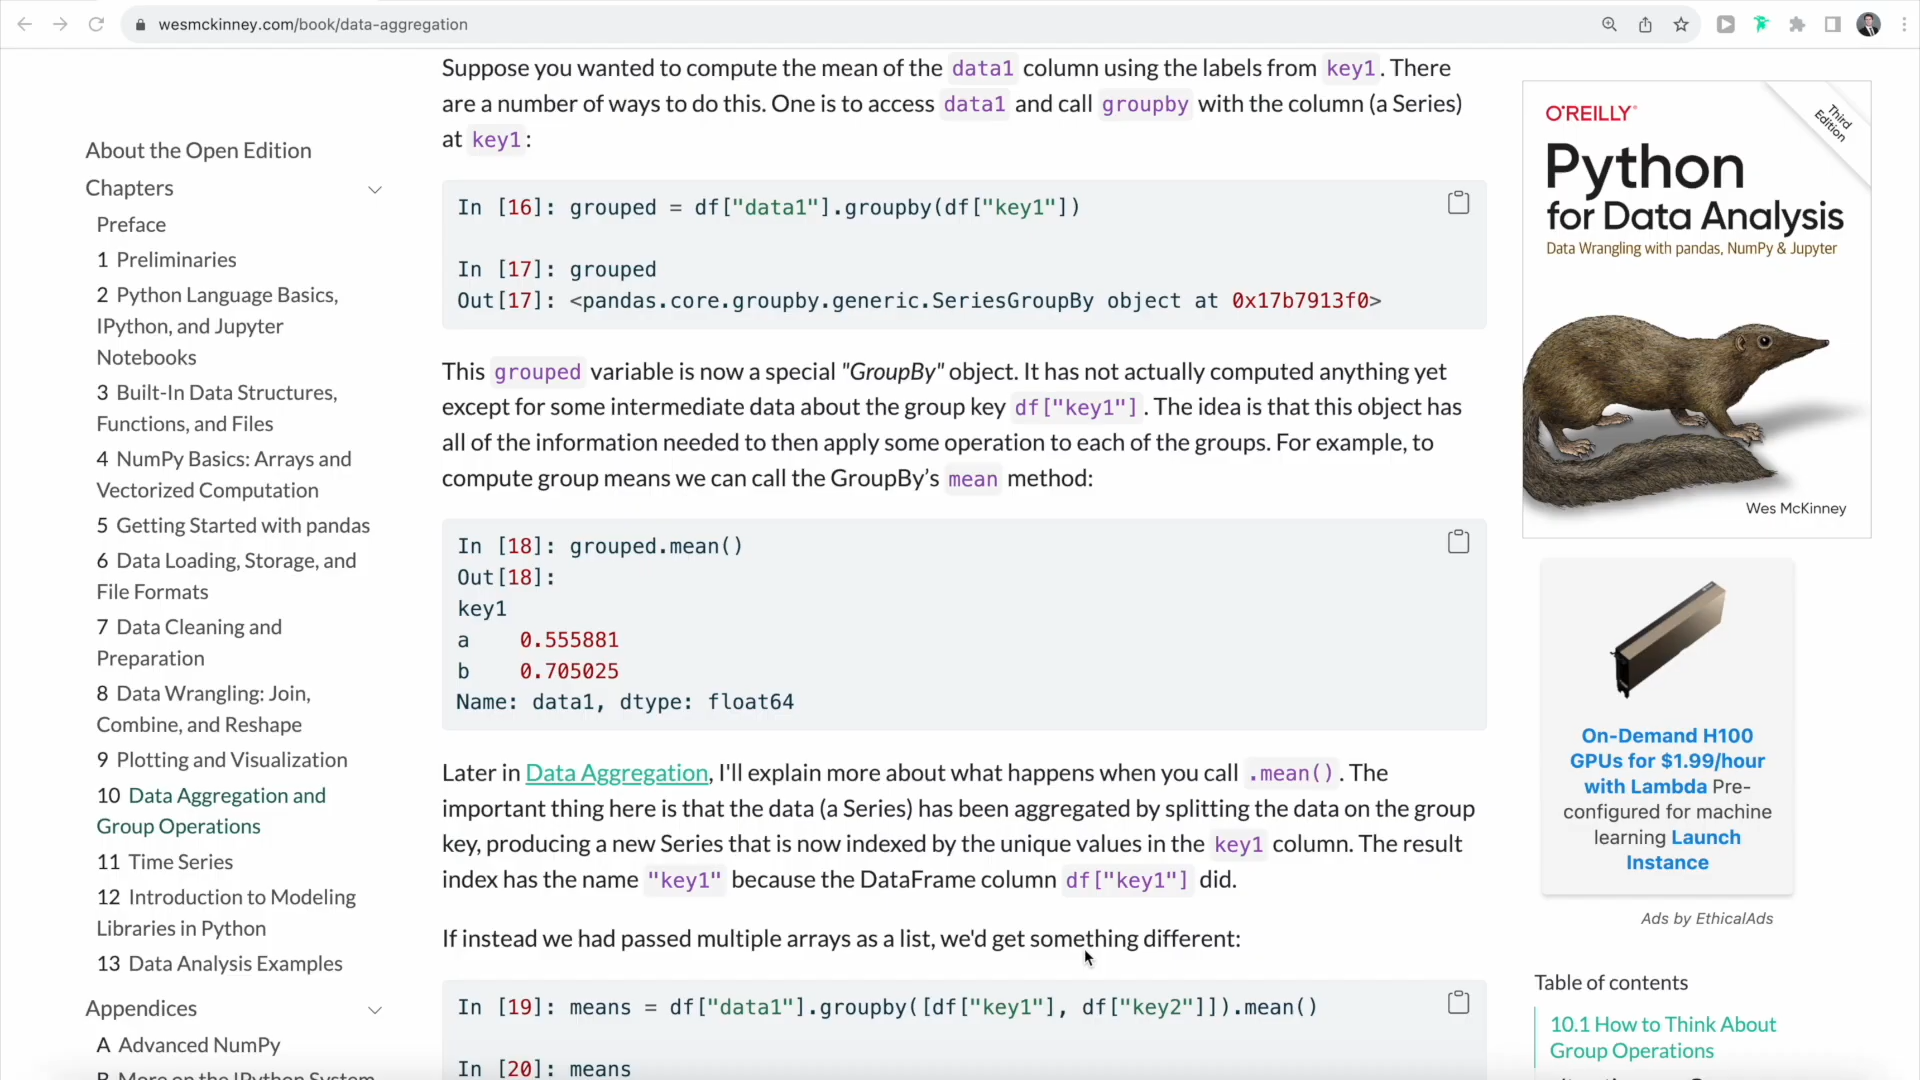 wesmckinney.com/book/data-aggregation
About the Open Edition
Chapters
Preface
1 Preliminaries
2 Python Language Basics,
IPython, and Jupyter
Notebooks
3 Built-In Data Structures,
Functions, and Files
4 NumPy Basics: Arrays and
Vectorized Computation
5 Getting Started with pandas
6 Data Loading, Storage, and
File Formats
7 Data Cleaning and
Preparation
8 Data Wrangling: Join,
Combine, and Reshape
9 Plotting and Visualization
10 Data Aggregation and
Group Operations
11 Time Series
12 Introduction to Modeling
Libraries in Python
13 Data Analysis Examples
Appendices
A Advanced NumPy
B More on the IPython System
Suppose you wanted to compute the mean of the data1 column using the labels from key1. There
are a number of ways to do this. One is to access data1 and call groupby with the column (a Series)
at key1:
In [16]: grouped = df["data1"].groupby(df["key1"])
In [17]: grouped
Out[17]: <pandas.core.groupby.generic.SeriesGroupBy object at 0x17b7913f0>
This grouped variable is now a special "GroupBy" object. It has not actually computed anything yet
except for some intermediate data about the group key df["key1"]. The idea is that this object has
all of the information needed to then apply some operation to each of the groups. For example, to
compute group means we can call the GroupBy’s mean method:
In [18]: grouped.mean()
Out[18]:
key1
a    0.555881
b    0.705025
Name: data1, dtype: float64
Later in Data Aggregation, I'll explain more about what happens when you call .mean(). The
important thing here is that the data (a Series) has been aggregated by splitting the data on the group
key, producing a new Series that is now indexed by the unique values in the key1 column. The result
index has the name "key1" because the DataFrame column df["key1"] did.
If instead we had passed multiple arrays as a list, we'd get something different:
In [19]: means = df["data1"].groupby([df["key1"], df["key2"]]).mean()
In [20]: means
O'REILLY®
Third
Edition
Python
for Data Analysis
Data Wrangling with pandas, NumPy & Jupyter
Wes McKinney
On-Demand H100
GPUs for $1.99/hour
with Lambda Pre-
configured for machine
learning Launch
Instance
Ads by EthicalAds
Table of contents
10.1 How to Think About
Group Operations